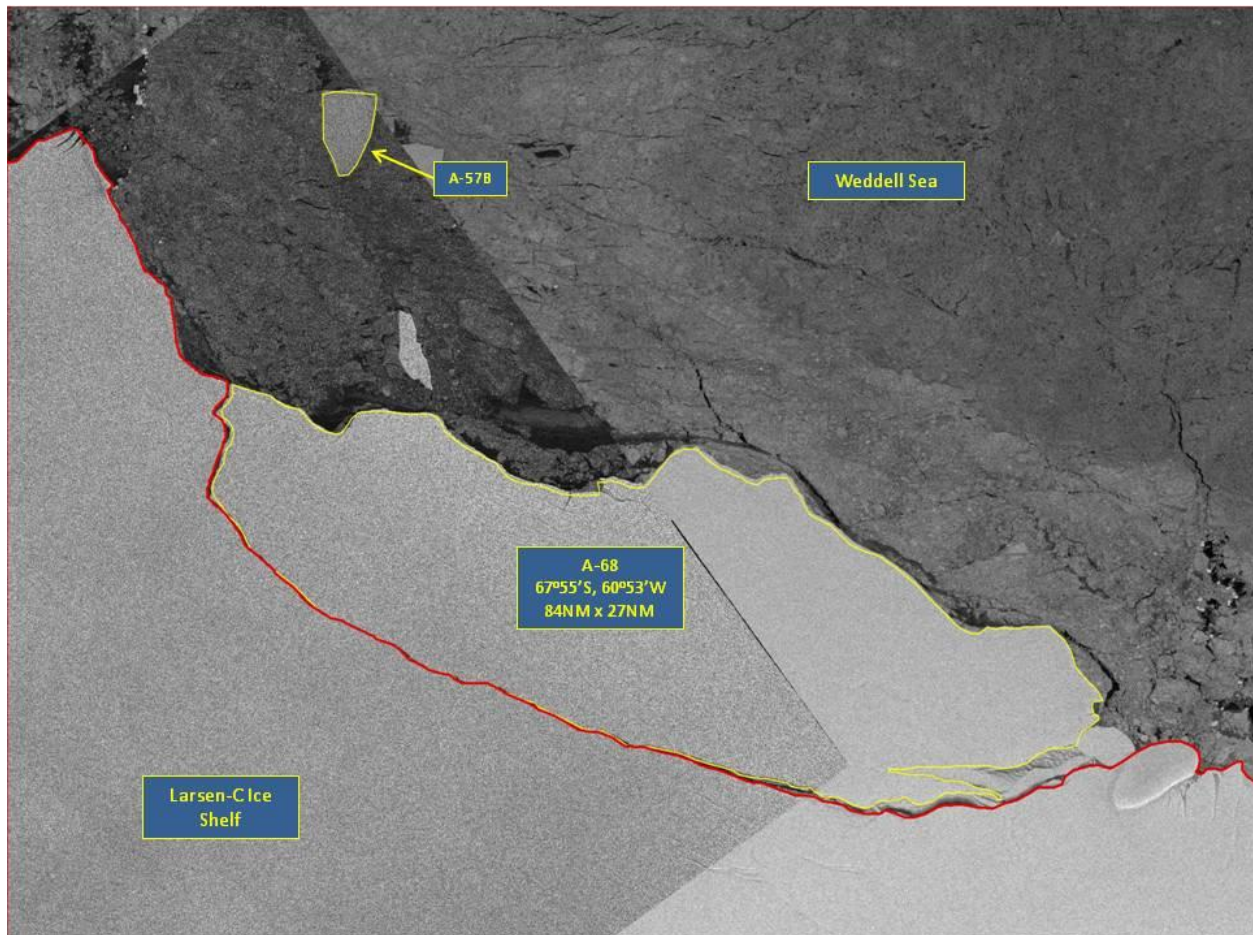 A-57B
Weddell Sea
A-68
67º55'S, 60º53'W
84NM x 27NM
Larsen-C Ice
Shelf